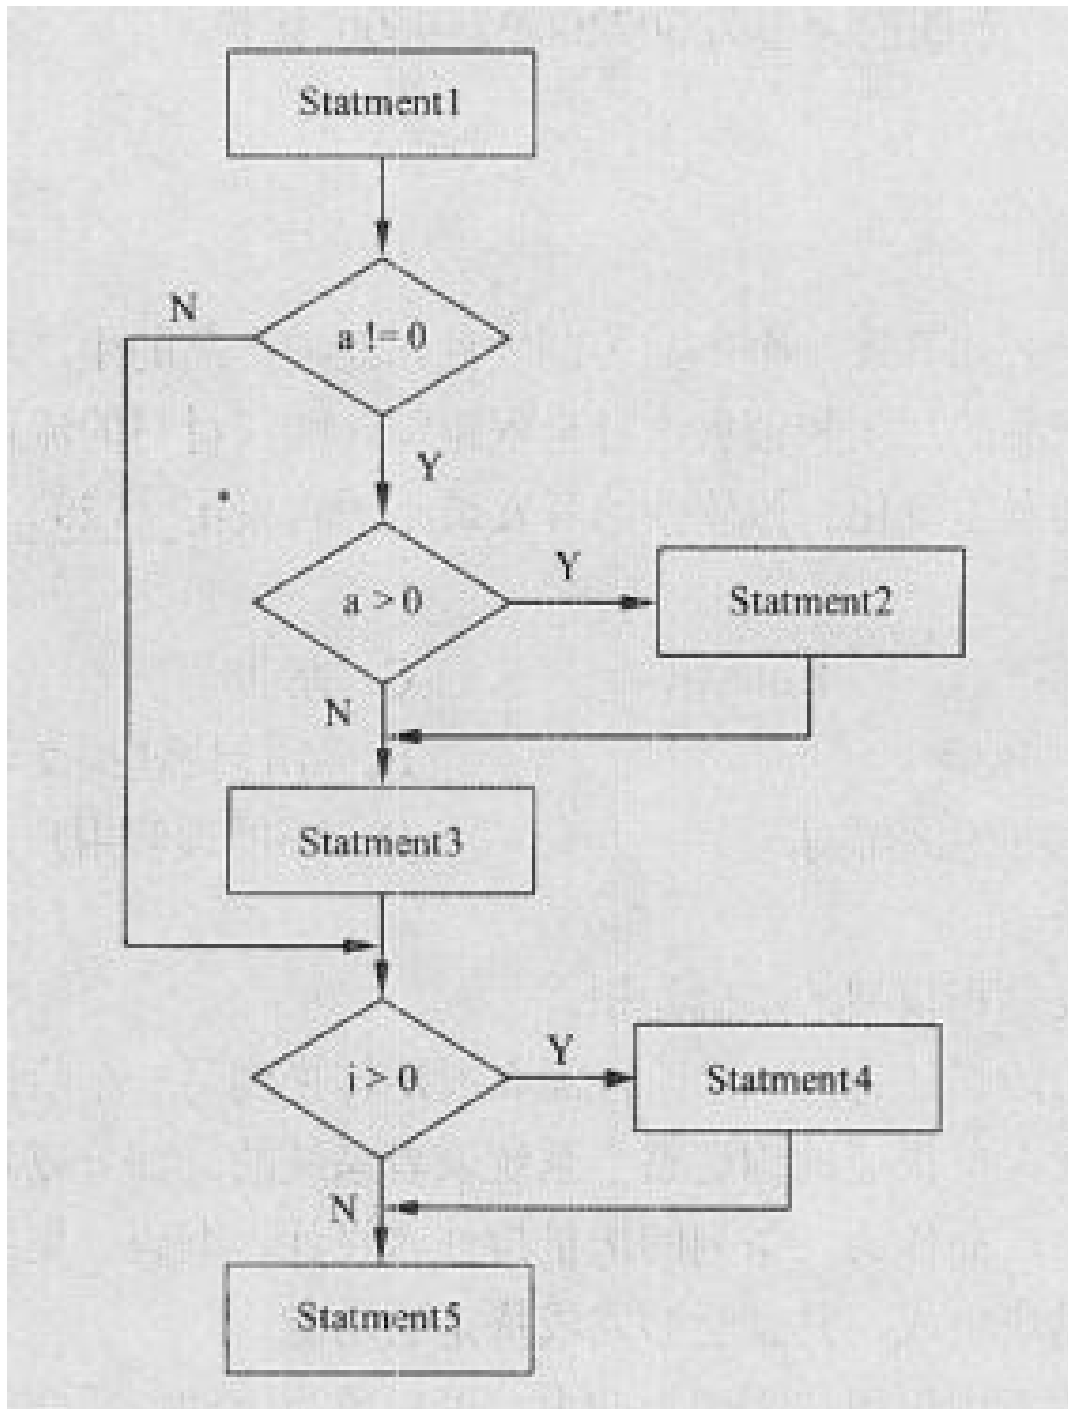 Statment1
N
a != 0
Y
a > 0
Y
Statment2
N
Statment3
i > 0
Y
Statment4
N
Statment5